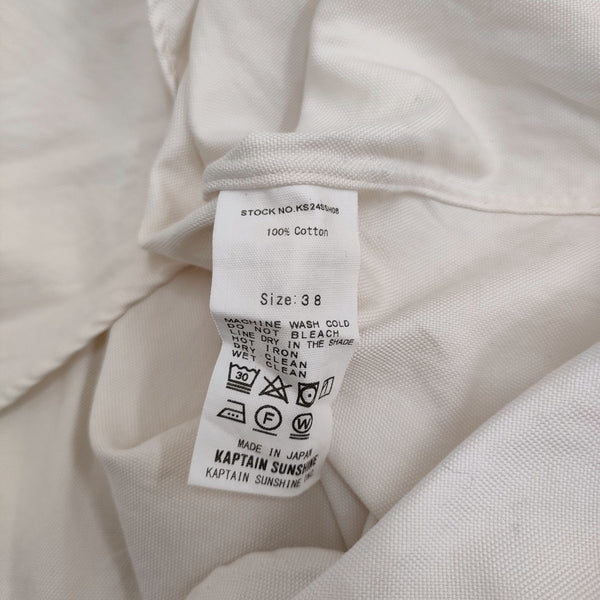 STOCK NO.KS24SSH08
100% Cotton
Size: 38
MACHINE WASH COLD
DO NOT BLEACH
LINE DRY IN THE SHADE
HOT IRON
DRY CLEAN
WET CLEAN
30
F
W
MADE IN JAPAN
KAPTAIN SUNSHINE
KAPTAIN SUNSHINE INC.